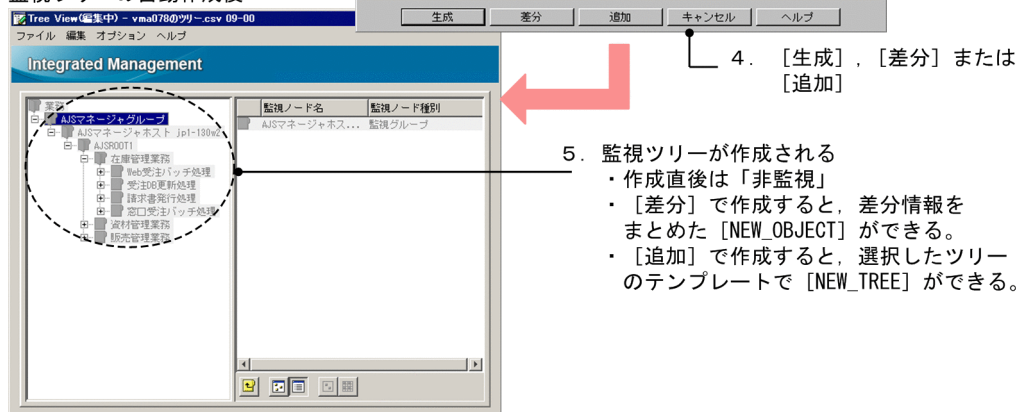 生成 差分 追加 キャンセル ヘルプ
Tree View(編集中) - vma078のツリー.csv 09-00
ファイル 編集 オプション ヘルプ
Integrated Management
4. [生成],[差分]または
[追加]
業務
AJSマネージャグループ
AJSマネージャホスト jp1-130w2
AJSROOT1
在庫管理業務
Web受注バッチ処理
受注DB更新処理
請求書発行処理
窓口受注バッチ処理
資材管理業務
販売管理業務
監視ノード名 監視ノード種別
AJSマネージャホス... 監視グループ
5. 監視ツリーが作成される
・作成直後は「非監視」
・[差分]で作成すると,差分情報を
まとめた[NEW_OBJECT]ができる。
・[追加]で作成すると,選択したツリー
のテンプレートで[NEW_TREE]ができる。